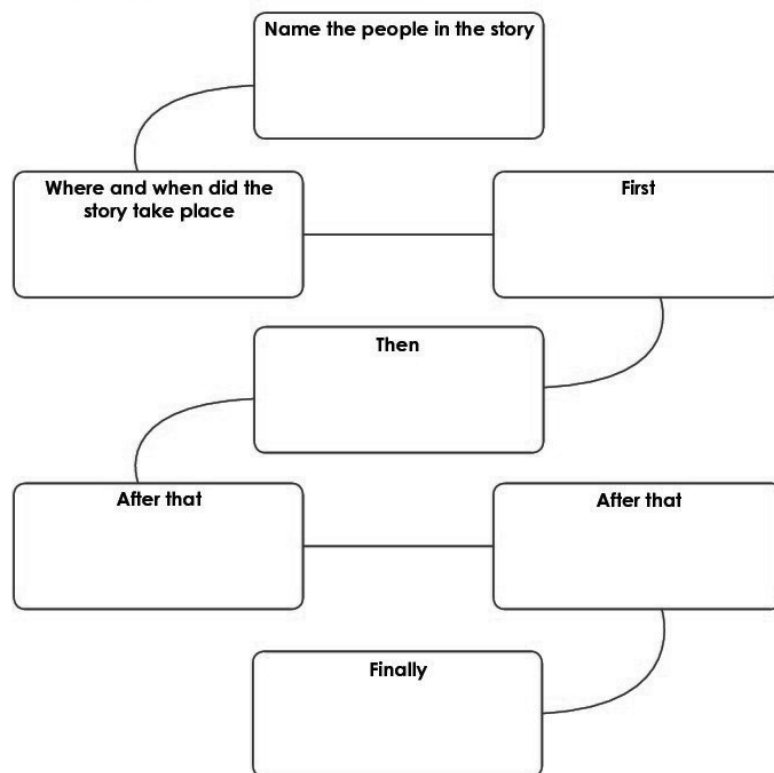 Name the people in the story
Where and when did the
story take place
First
Then
After that
After that
Finally